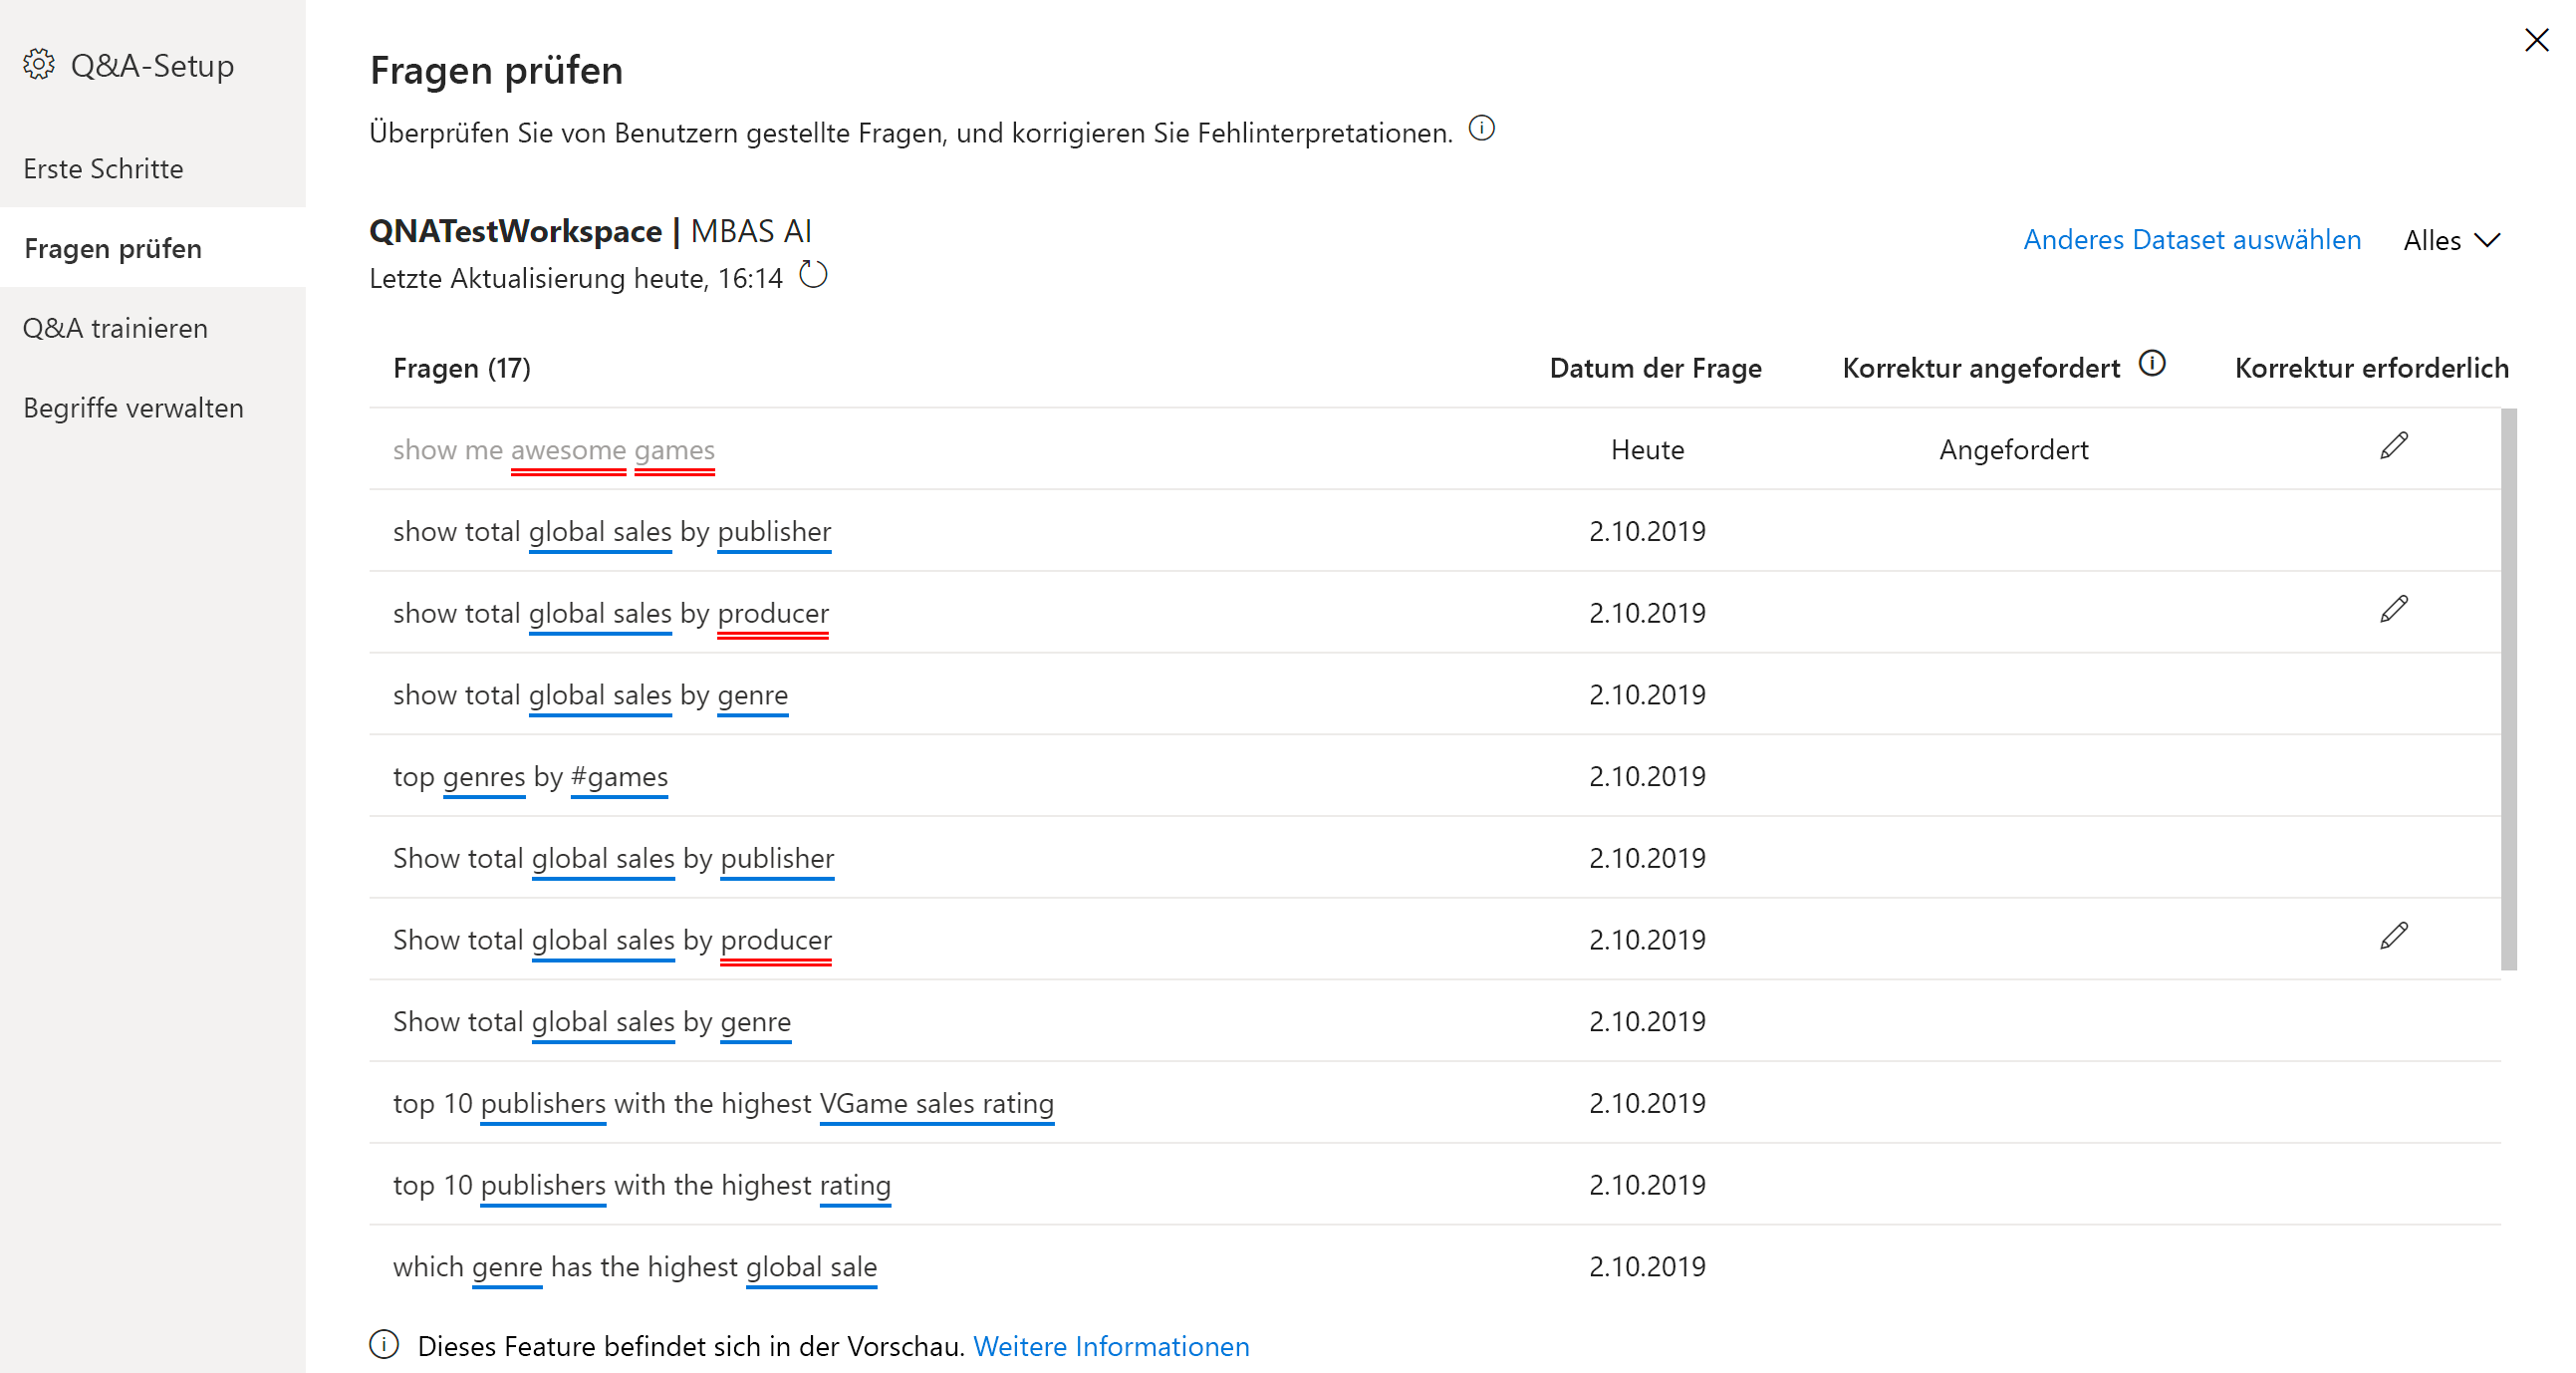 Q&A-Setup
Erste Schritte
Fragen prüfen
Q&A trainieren
Begriffe verwalten
Fragen prüfen
Überprüfen Sie von Benutzern gestellte Fragen, und korrigieren Sie Fehlinterpretationen.
QNATestWorkspace | MBAS AI
Letzte Aktualisierung heute, 16:14
Anderes Dataset auswählen Alles
Fragen (17) Datum der Frage Korrektur angefordert Korrektur erforderlich
show me awesome games Heute Angefordert
show total global sales by publisher 2.10.2019
show total global sales by producer 2.10.2019
show total global sales by genre 2.10.2019
top genres by #games 2.10.2019
Show total global sales by publisher 2.10.2019
Show total global sales by producer 2.10.2019
Show total global sales by genre 2.10.2019
top 10 publishers with the highest VGame sales rating 2.10.2019
top 10 publishers with the highest rating 2.10.2019
which genre has the highest global sale 2.10.2019
Dieses Feature befindet sich in der Vorschau. Weitere Informationen